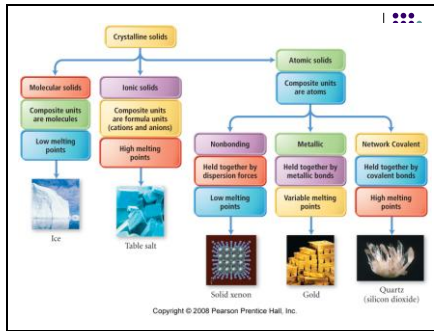 Crystalline solids
Molecular solids
Composite units
are molecules
Low melting
points
Ice
Ionic solids
Composite units
are formula units
(cations and anions)
High melting
points
Table salt
Atomic solids
Composite units
are atoms
Nonbonding
Held together by
dispersion forces
Low melting
points
Solid xenon
Metallic
Held together by
metallic bonds
Variable melting
points
Gold
Network Covalent
Held together by
covalent bonds
High melting
points
Quartz
(silicon dioxide)
Copyright © 2008 Pearson Prentice Hall, Inc.